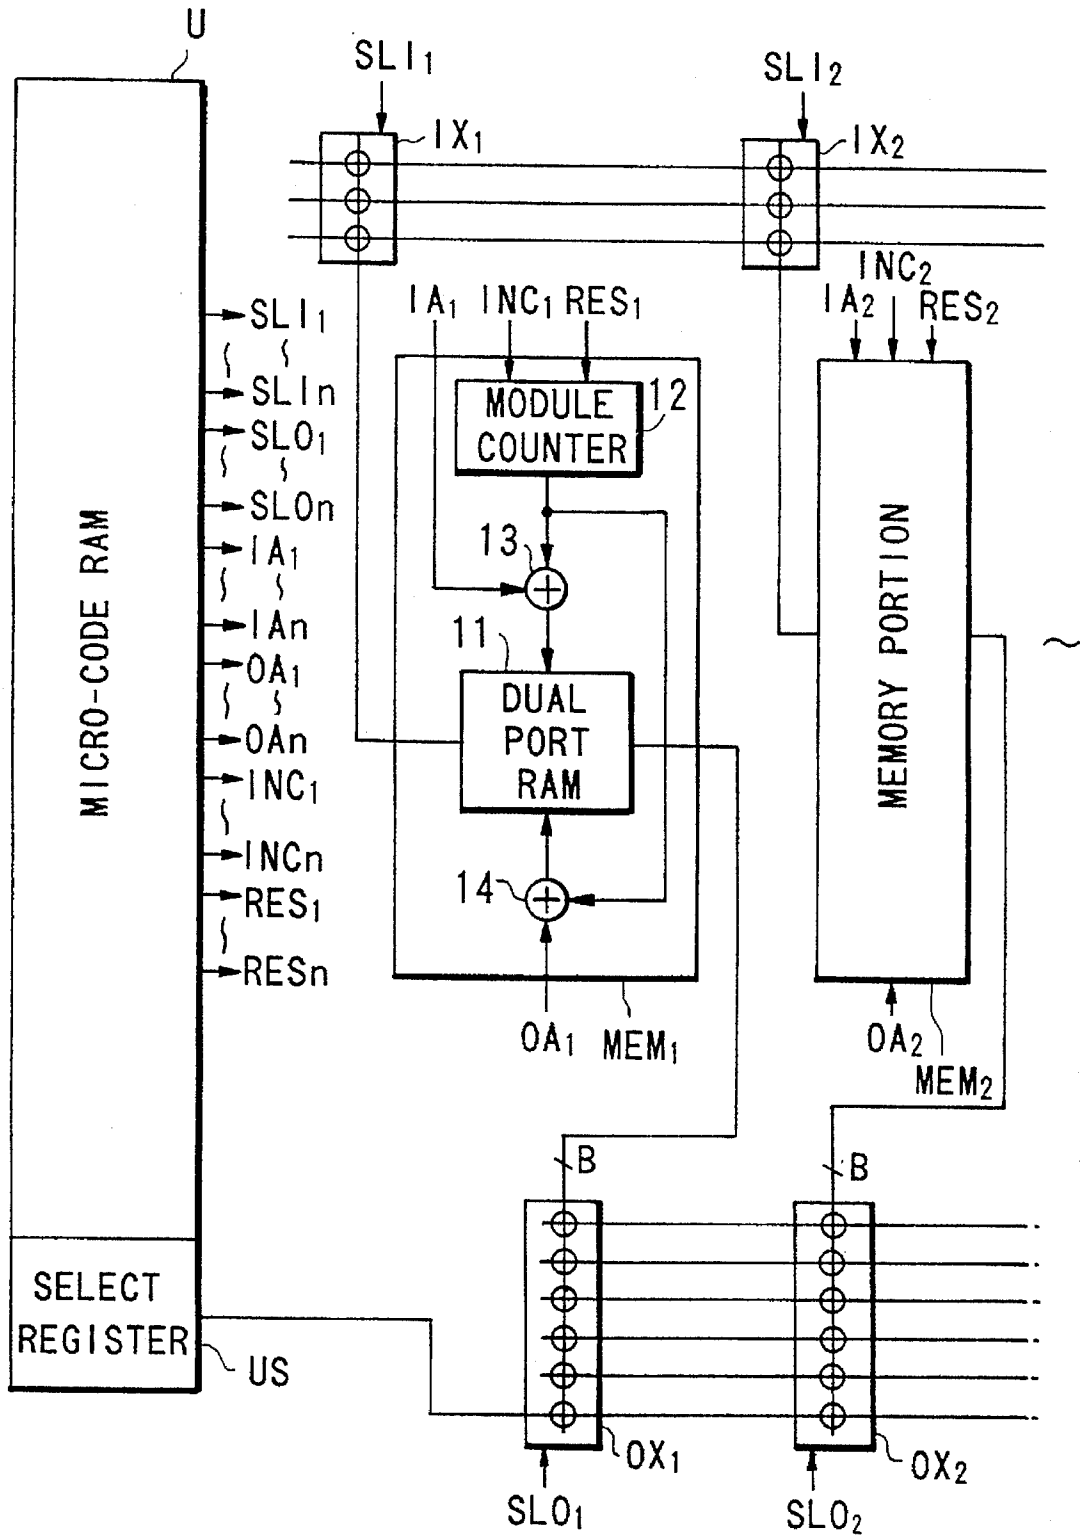 U
SLI1
SLI2
IX1
IX2
INC2
IA1 INC1 RES1
IA2 RES2
SLI1
SLIn
SLO1
SLOn
IA1
IAn
OA1
OAn
INC1
INCn
RES1
RESn
MICRO-CODE RAM
MODULE
COUNTER
12
13
11
DUAL
PORT
RAM
14
MEMORY PORTION
OA1 MEM1
OA2
MEM2
B
B
SELECT
REGISTER
US
OX1
OX2
SLO1
SLO2